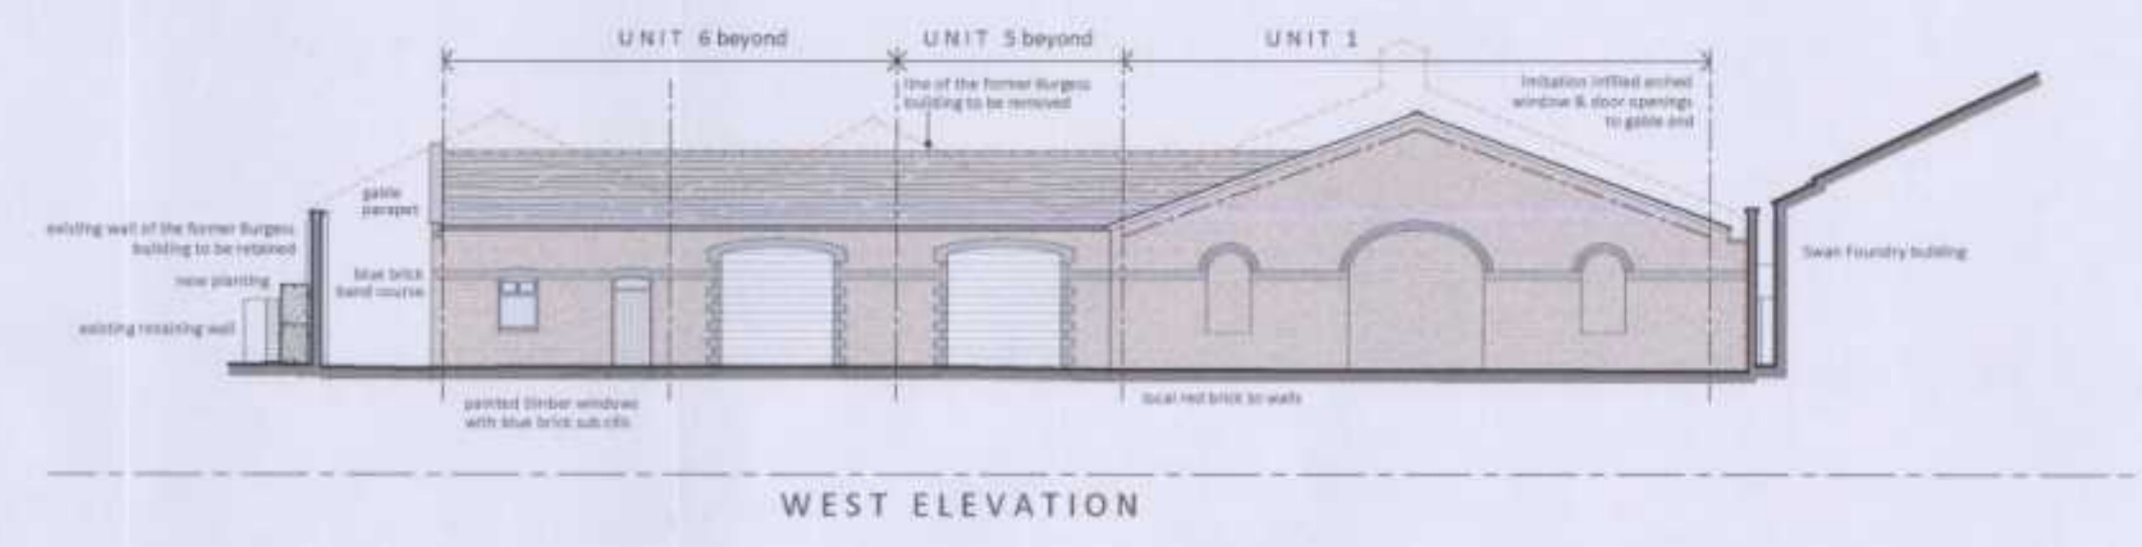 UNIT 6 beyond
UNIT 5 beyond
UNIT 1
line of the former Burgess
building to be removed
imitation infilled arched
window & door openings
to gable end
gable
parapet
existing wall of the former Burgess
building to be retained
new planting
existing retaining wall
blue brick
band course
Swan Foundry building
painted timber windows
with blue brick sub cills
local red brick to walls
WEST ELEVATION